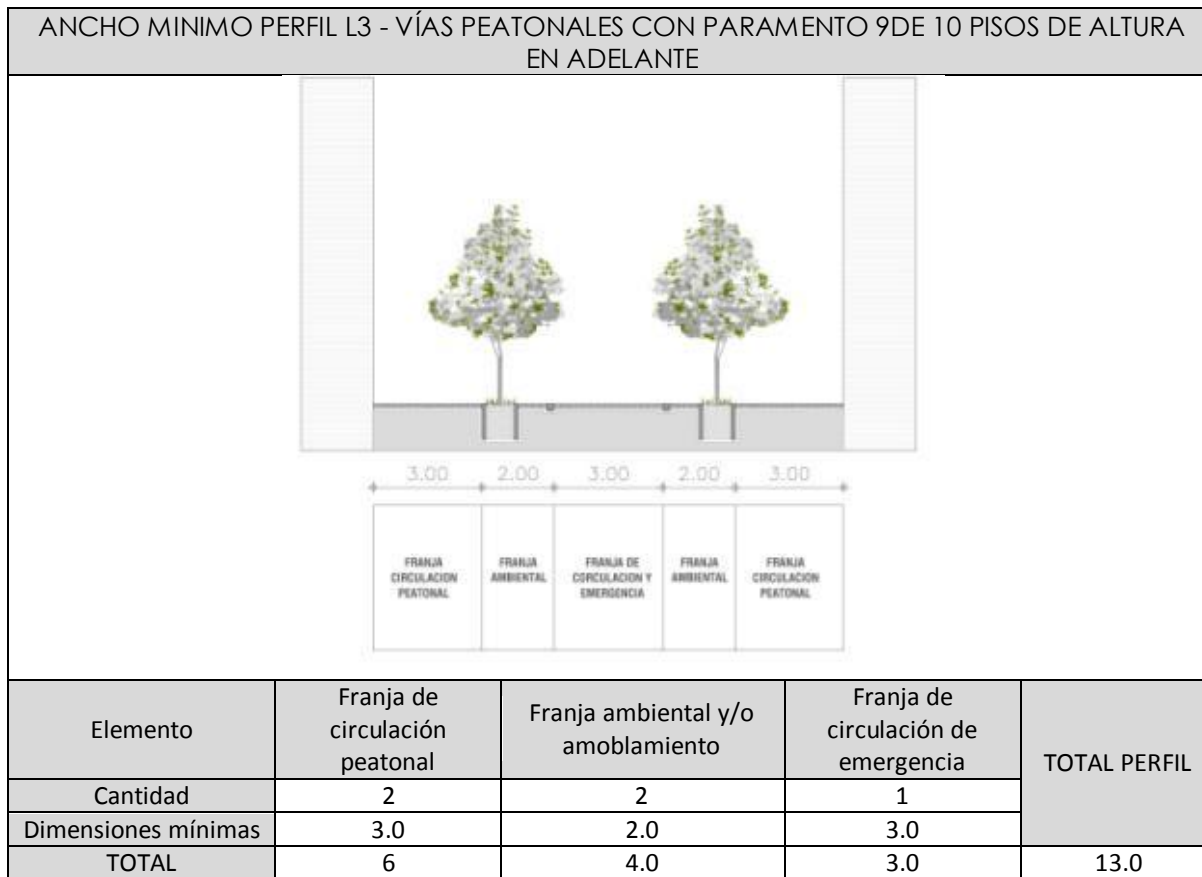 ANCHO MINIMO PERFIL L3 - VÍAS PEATONALES CON PARAMENTO 9DE 10 PISOS DE ALTURA
EN ADELANTE
3.00 2.00 3.00 2.00 3.00
FRANJA
CIRCULACION
PEATONAL
FRANJA
AMBIENTAL
FRANJA DE
CORCULACION Y
EMERGENCIA
FRANJA
AMBIENTAL
FRANJA
CIRCULACION
PEATONAL
Elemento
Franja de
circulación
peatonal
Franja ambiental y/o
amoblamiento
Franja de
circulación de
emergencia
TOTAL PERFIL
Cantidad 2 2 1
Dimensiones mínimas 3.0 2.0 3.0
TOTAL 6 4.0 3.0 13.0